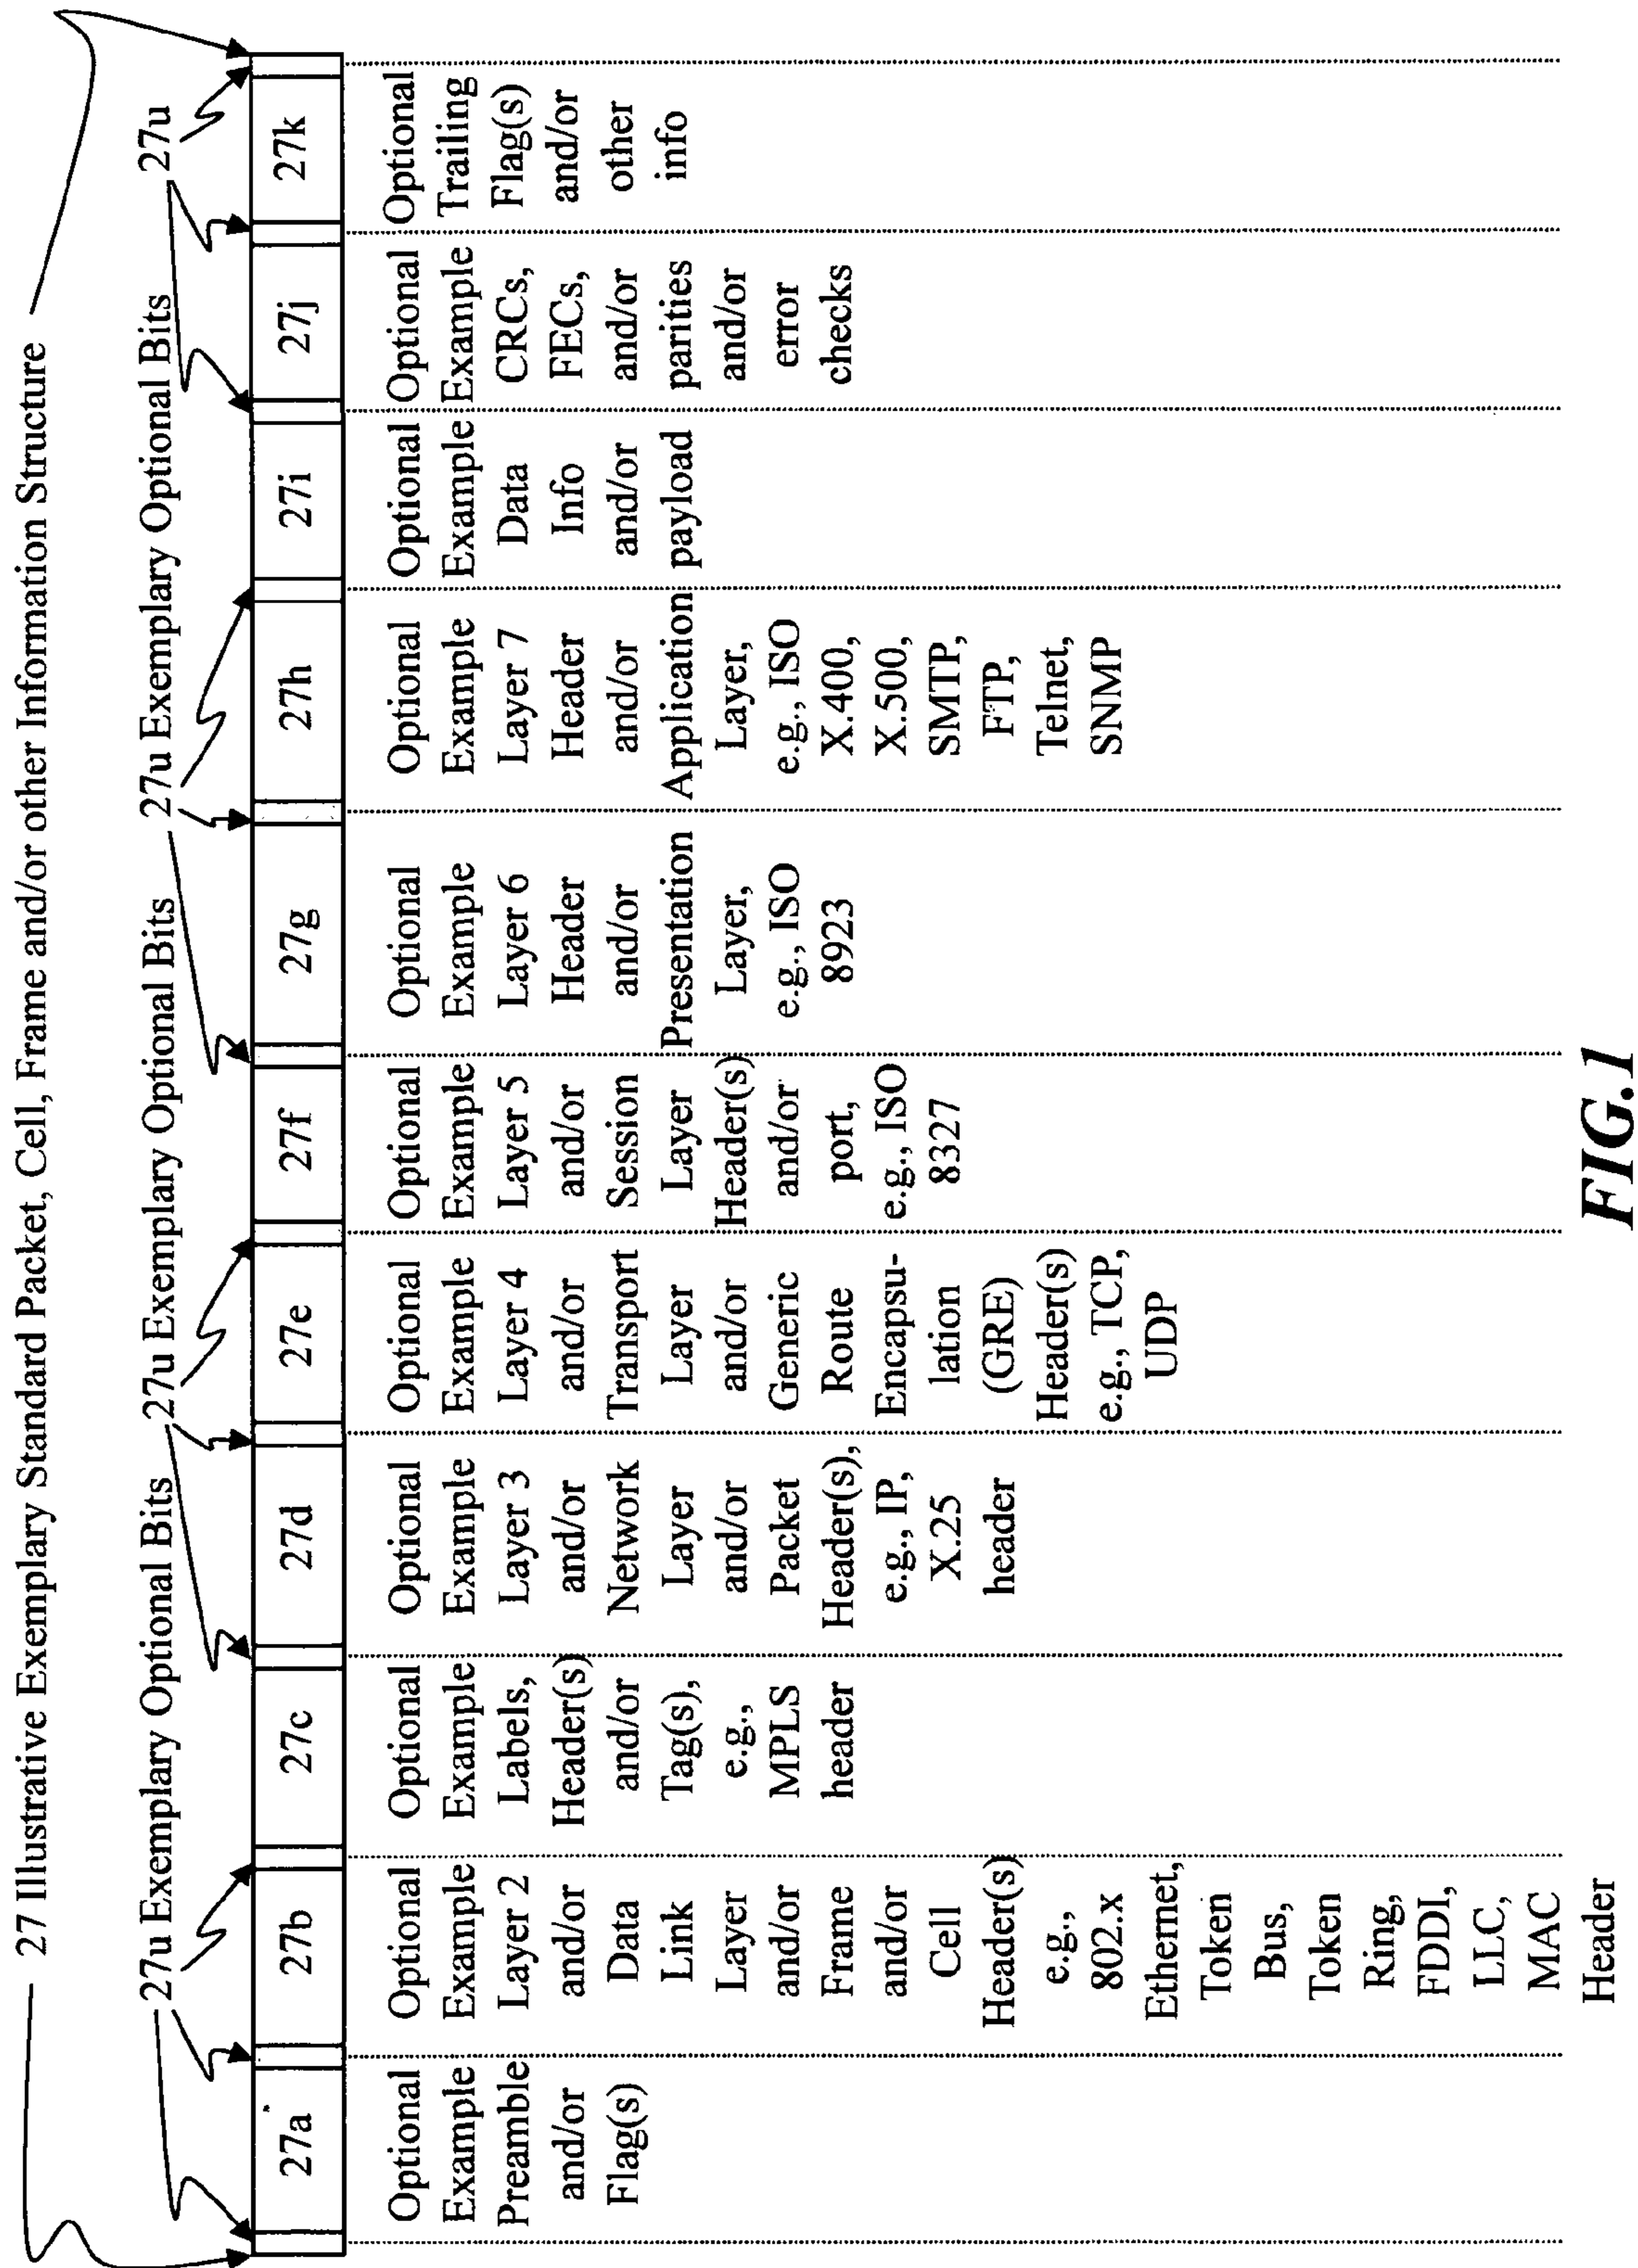 27 Illustrative Exemplary Standard Packet, Cell, Frame and/or other Information Structure
27u Exemplary Optional Bits
27u Exemplary Optional Bits
27u Exemplary Optional Bits
27u Exemplary Optional Bits
27u
27a
27b
27c
27d
27e
27f
27g
27h
27i
27j
27k
Optional
Example
Preamble
and/or
Flag(s)
Optional
Example
Layer 2
and/or
Data
Link
Layer
and/or
Frame
and/or
Cell
Header(s)
e.g.,
802.x
Ethernet,
Token
Bus,
Token
Ring,
FDDI,
LLC,
MAC
Header
Optional
Example
Labels,
Header(s)
and/or
Tag(s),
e.g.,
MPLS
header
Optional
Example
Layer 3
and/or
Network
Layer
and/or
Packet
Header(s),
e.g., IP,
X.25
header
Optional
Example
Layer 4
and/or
Transport
Layer
and/or
Generic
Route
Encapsu-
lation
(GRE)
Header(s)
e.g., TCP,
UDP
Optional
Example
Layer 5
and/or
Session
Layer
Header(s)
and/or
port,
e.g., ISO
8327
Optional
Example
Layer 6
Header
and/or
Presentation
Layer,
e.g., ISO
8923
Optional
Example
Layer 7
Header
and/or
Application
Layer,
e.g., ISO
X.400,
X.500,
SMTP,
FTP,
Telnet,
SNMP
Optional
Example
Data
Info
and/or
payload
Optional
Example
CRCs,
FECs,
and/or
parities
and/or
error
checks
Optional
Trailing
Flag(s)
and/or
other
info
FIG.1